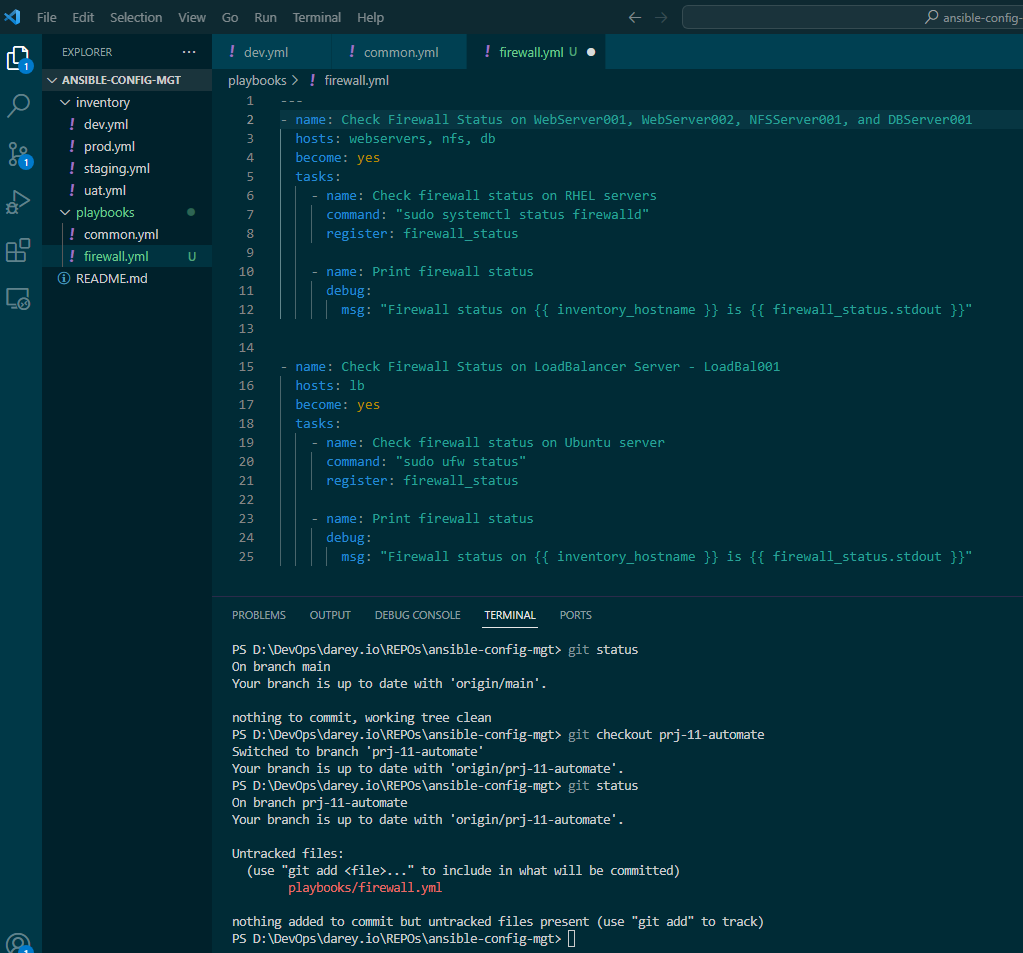 File Edit Selection View Go Run Terminal Help
ansible-config-
EXPLORER ···
ANSIBLE-CONFIG-MGT
inventory
! dev.yml
! prod.yml
! staging.yml
! uat.yml
playbooks
! common.yml
! firewall.yml U
README.md
1
1
! dev.yml ! common.yml ! firewall.yml U
playbooks > ! firewall.yml
1 ---
2 - name: Check Firewall Status on WebServer001, WebServer002, NFSServer001, and DBServer001
3 hosts: webservers, nfs, db
4 become: yes
5 tasks:
6 - name: Check firewall status on RHEL servers
7 command: "sudo systemctl status firewalld"
8 register: firewall_status
9
10 - name: Print firewall status
11 debug:
12 msg: "Firewall status on {{ inventory_hostname }} is {{ firewall_status.stdout }}"
13
14
15 - name: Check Firewall Status on LoadBalancer Server - LoadBal001
16 hosts: lb
17 become: yes
18 tasks:
19 - name: Check firewall status on Ubuntu server
20 command: "sudo ufw status"
21 register: firewall_status
22
23 - name: Print firewall status
24 debug:
25 msg: "Firewall status on {{ inventory_hostname }} is {{ firewall_status.stdout }}"
PROBLEMS OUTPUT DEBUG CONSOLE TERMINAL PORTS
PS D:\DevOps\darey.io\REPOs\ansible-config-mgt> git status
On branch main
Your branch is up to date with 'origin/main'.
nothing to commit, working tree clean
PS D:\DevOps\darey.io\REPOs\ansible-config-mgt> git checkout prj-11-automate
Switched to branch 'prj-11-automate'
Your branch is up to date with 'origin/prj-11-automate'.
PS D:\DevOps\darey.io\REPOs\ansible-config-mgt> git status
On branch prj-11-automate
Your branch is up to date with 'origin/prj-11-automate'.
Untracked files:
(use "git add <file>..." to include in what will be committed)
playbooks/firewall.yml
nothing added to commit but untracked files present (use "git add" to track)
PS D:\DevOps\darey.io\REPOs\ansible-config-mgt>